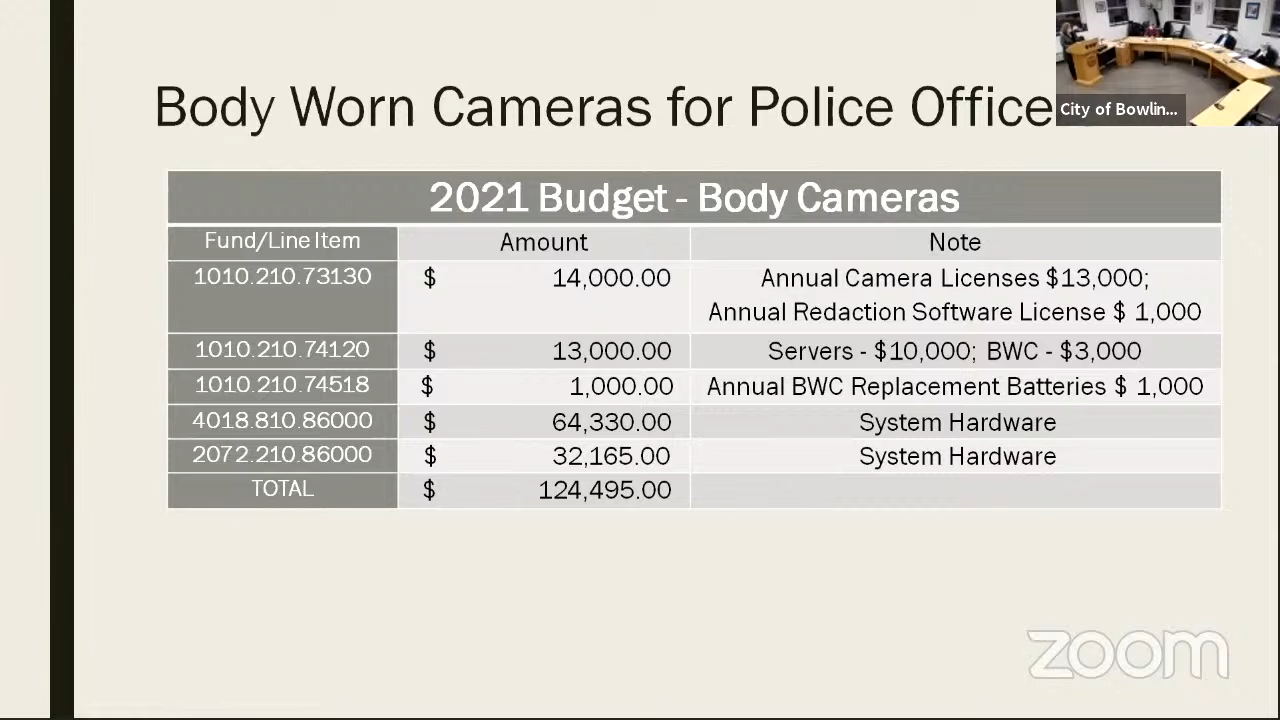 Body Worn Cameras for Police Office
City of Bowlin...
2021 Budget - Body Cameras
Fund/Line Item Amount Note
1010.210.73130 $ 14,000.00 Annual Camera Licenses $13,000;
Annual Redaction Software License $ 1,000
1010.210.74120 $ 13,000.00 Servers - $10,000; BWC - $3,000
1010.210.74518 $ 1,000.00 Annual BWC Replacement Batteries $ 1,000
4018.810.86000 $ 64,330.00 System Hardware
2072.210.86000 $ 32,165.00 System Hardware
TOTAL $ 124,495.00
zoom